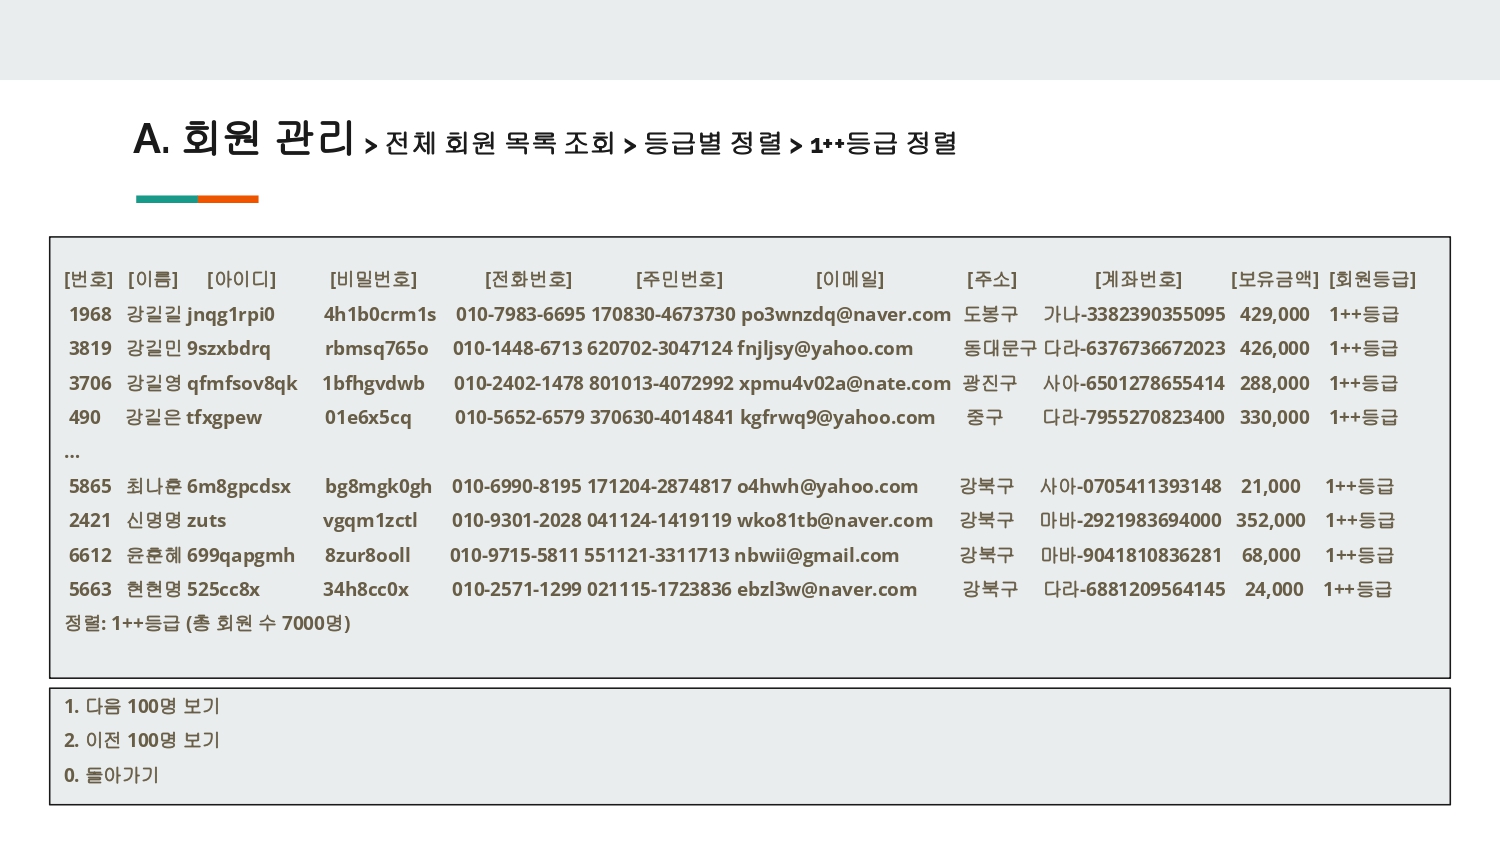 A. 회원 관리 > 전체 회원 목록 조회 > 등급별 정렬 > 1++등급 정렬
[번호] [이름] [아이디] [비밀번호] [전화번호] [주민번호] [이메일] [주소] [계좌번호] [보유금액] [회원등급]
1968 강길길 jnqg1rpi0 4h1b0crm1s 010-7983-6695 170830-4673730 po3wnzdq@naver.com 도봉구 가나-3382390355095 429,000 1++등급
3819 강길민 9szxbdrq rbmsq765o 010-1448-6713 620702-3047124 fnjljsy@yahoo.com 동대문구 다라-6376736672023 426,000 1++등급
3706 강길영 qfmfsov8qk 1bfhgvdwb 010-2402-1478 801013-4072992 xpmu4v02a@nate.com 광진구 사아-6501278655414 288,000 1++등급
490 강길은 tfxgpew 01e6x5cq 010-5652-6579 370630-4014841 kgfrwq9@yahoo.com 중구 다라-7955270823400 330,000 1++등급
...
5865 최나훈 6m8gpcdsx bg8mgk0gh 010-6990-8195 171204-2874817 o4hwh@yahoo.com 강북구 사아-0705411393148 21,000 1++등급
2421 신명명 zuts vgqm1zctl 010-9301-2028 041124-1419119 wko81tb@naver.com 강북구 마바-2921983694000 352,000 1++등급
6612 윤훈혜 699qapgmh 8zur8ooll 010-9715-5811 551121-3311713 nbwii@gmail.com 강북구 마바-9041810836281 68,000 1++등급
5663 현현명 525cc8x 34h8cc0x 010-2571-1299 021115-1723836 ebzl3w@naver.com 강북구 다라-6881209564145 24,000 1++등급
정렬: 1++등급 (총 회원 수 7000명)
1. 다음 100명 보기
2. 이전 100명 보기
0. 돌아가기